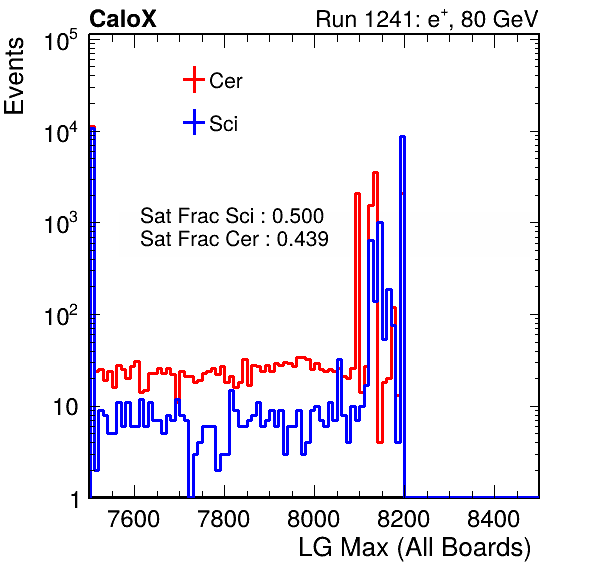 CaloX Run 1241: e⁺, 80 GeV
Events
10⁵
10⁴
10³
10²
10
1
Cer
Sci
Sat Frac Sci : 0.500
Sat Frac Cer : 0.439
7600 7800 8000 8200 8400
LG Max (All Boards)